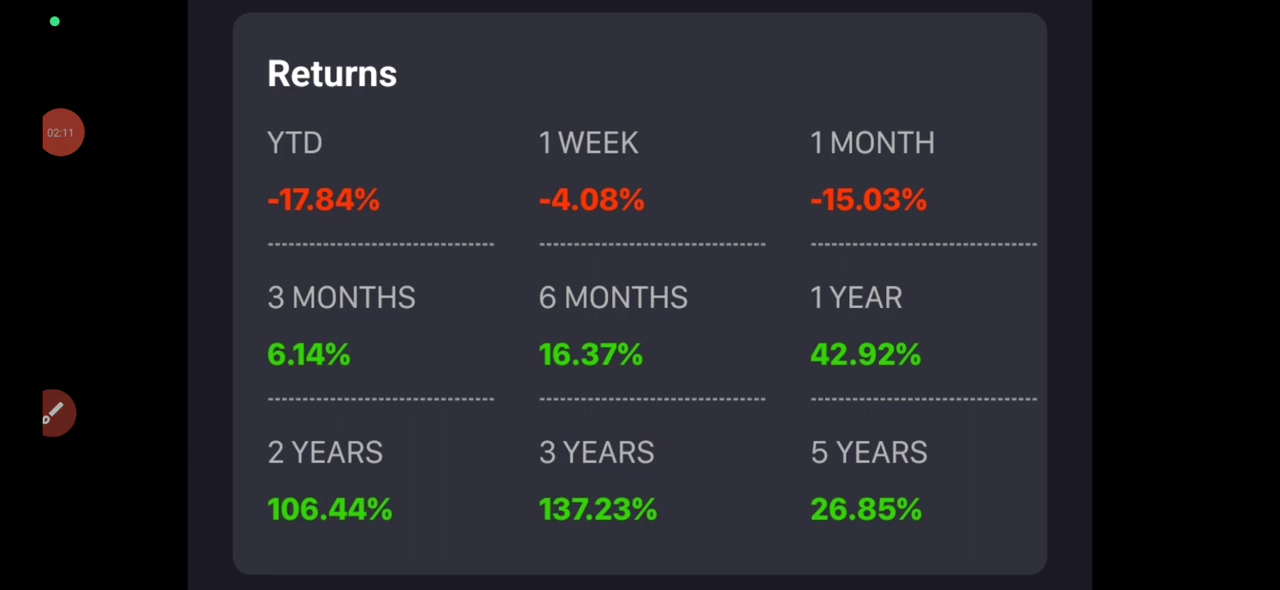 Returns
YTD 1 WEEK 1 MONTH
-17.84% -4.08% -15.03%
3 MONTHS 6 MONTHS 1 YEAR
6.14% 16.37% 42.92%
2 YEARS 3 YEARS 5 YEARS
106.44% 137.23% 26.85%
02:11